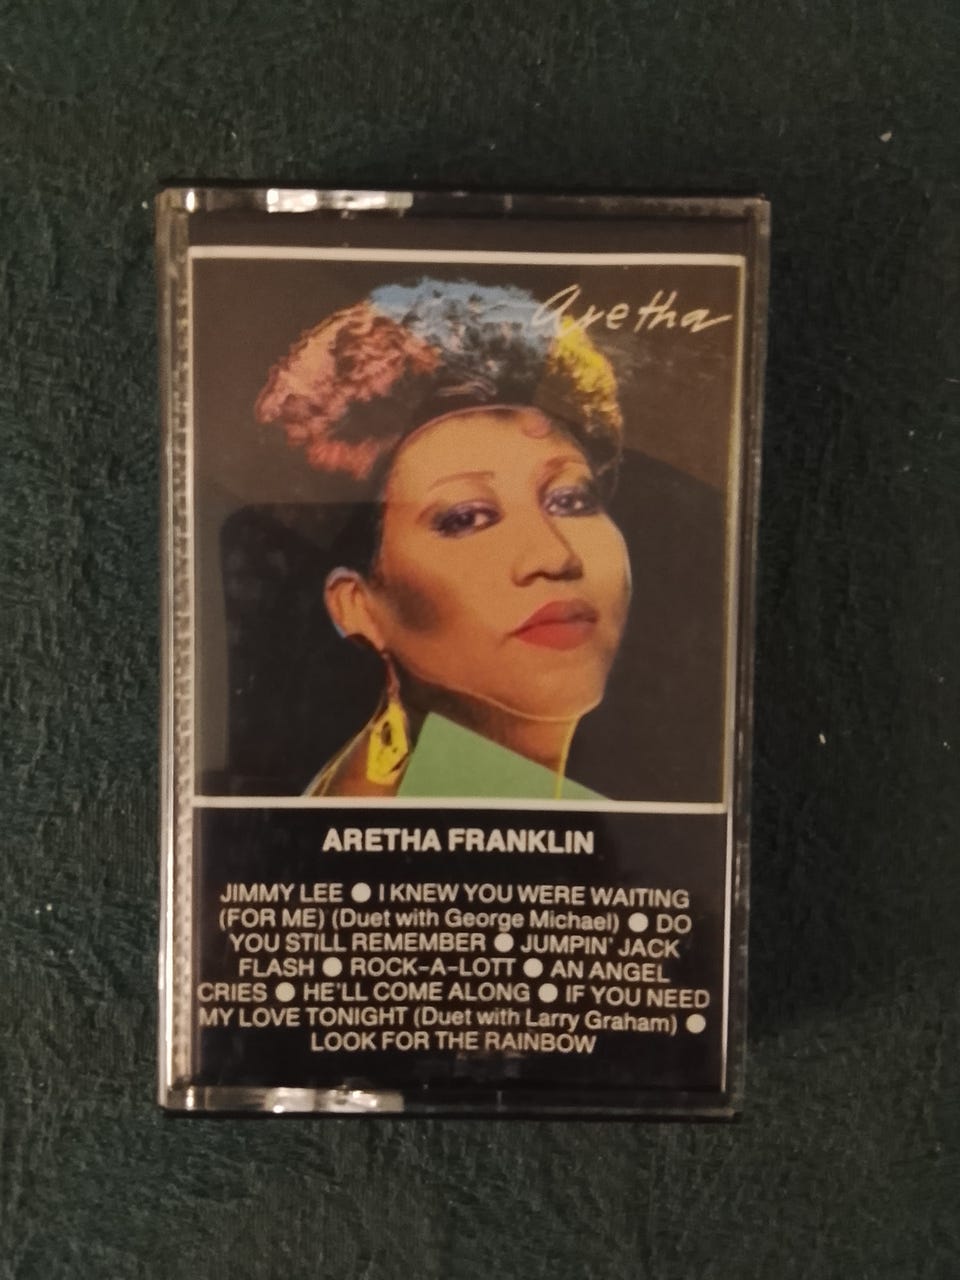 Aretha
ARETHA FRANKLIN
JIMMY LEE ● I KNEW YOU WERE WAITING
(FOR ME) (Duet with George Michael) ● DO
YOU STILL REMEMBER ● JUMPIN' JACK
FLASH ● ROCK-A-LOTT ● AN ANGEL
CRIES ● HE'LL COME ALONG ● IF YOU NEED
MY LOVE TONIGHT (Duet with Larry Graham) ●
LOOK FOR THE RAINBOW